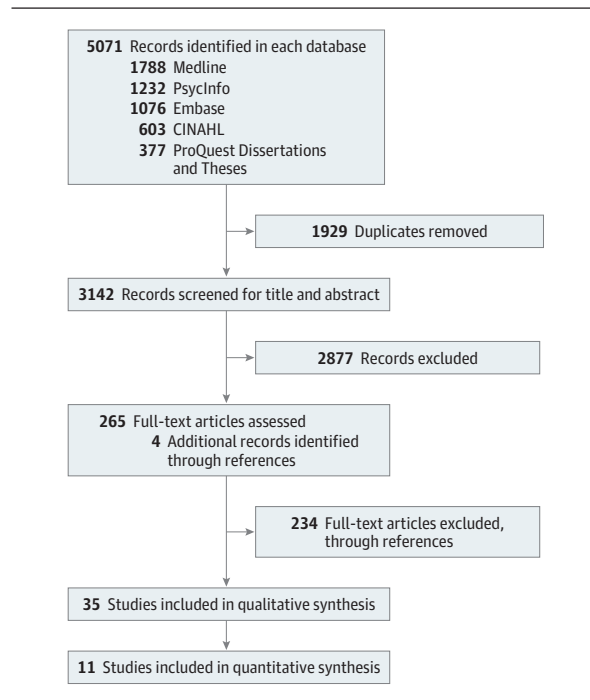 5071 Records identified in each database
1788 Medline
1232 PsycInfo
1076 Embase
603 CINAHL
377 ProQuest Dissertations
and Theses
1929 Duplicates removed
3142 Records screened for title and abstract
2877 Records excluded
265 Full-text articles assessed
4 Additional records identified
through references
234 Full-text articles excluded,
through references
35 Studies included in qualitative synthesis
11 Studies included in quantitative synthesis